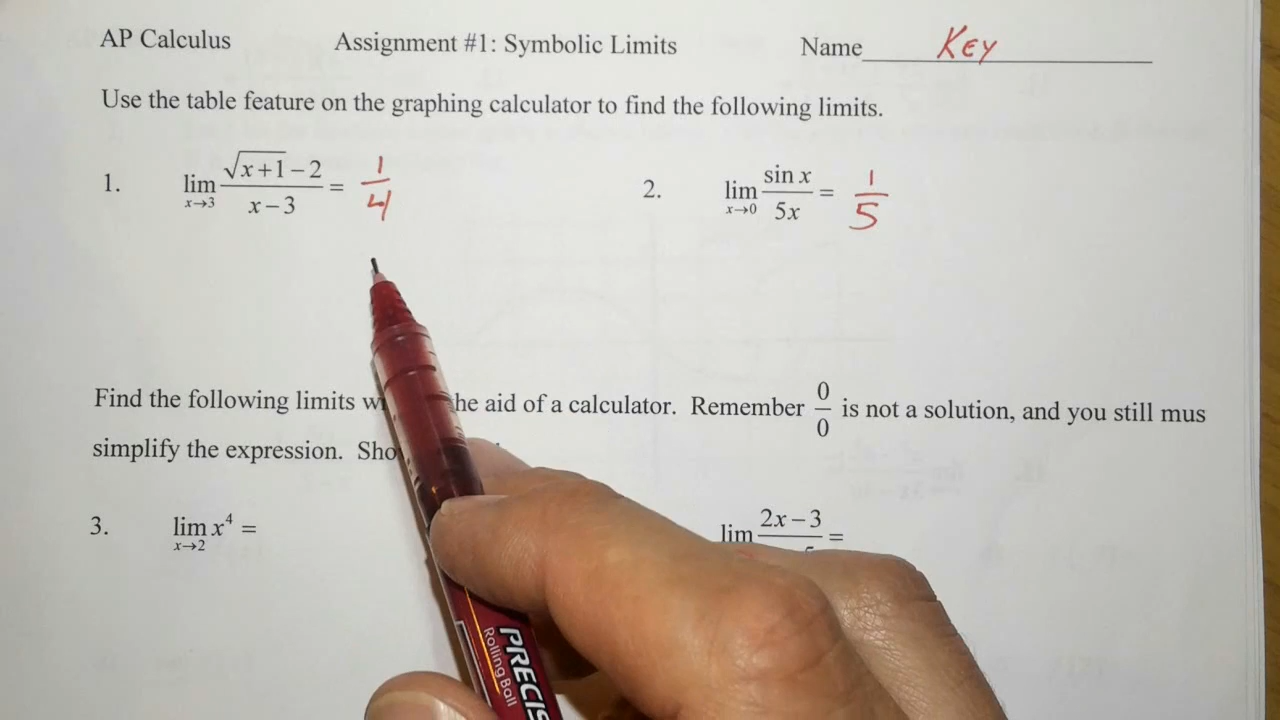 AP Calculus Assignment #1: Symbolic Limits Name KEY
Use the table feature on the graphing calculator to find the following limits.
1. lim x→3 (√(x+1) − 2)/(x − 3) = 1/4 2. lim x→0 sin x/5x = 1/5
Find the following limits he aid of a calculator. Remember 0/0 is not a solution, and you still mus
simplify the expression. Sho
3. lim x→2 x⁴ = lim 2x − 3 =
PRECIS
Rolling Ball